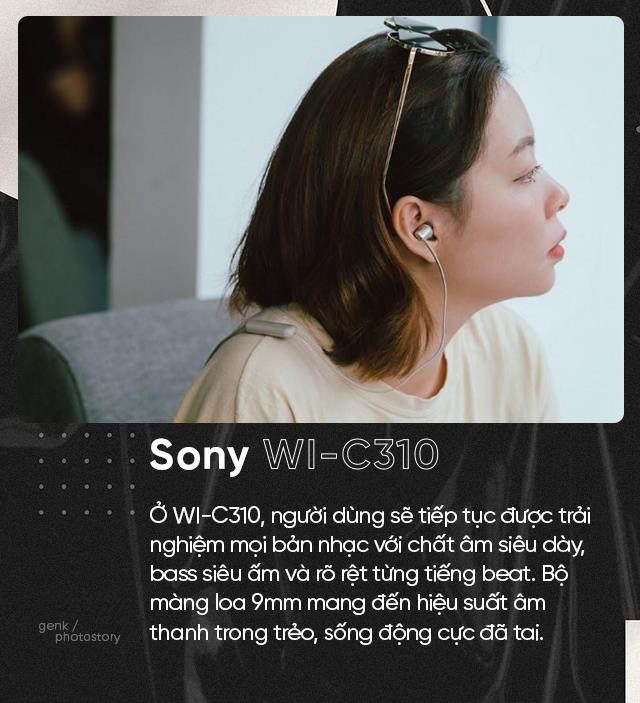 Sony WI-C310
Ở WI-C310, người dùng sẽ tiếp tục được trải
nghiệm mọi bản nhạc với chất âm siêu dày,
bass siêu ấm và rõ rệt từng tiếng beat. Bộ
màng loa 9mm mang đến hiệu suất âm
thanh trong trẻo, sống động cực đã tai.
genk /
photostory